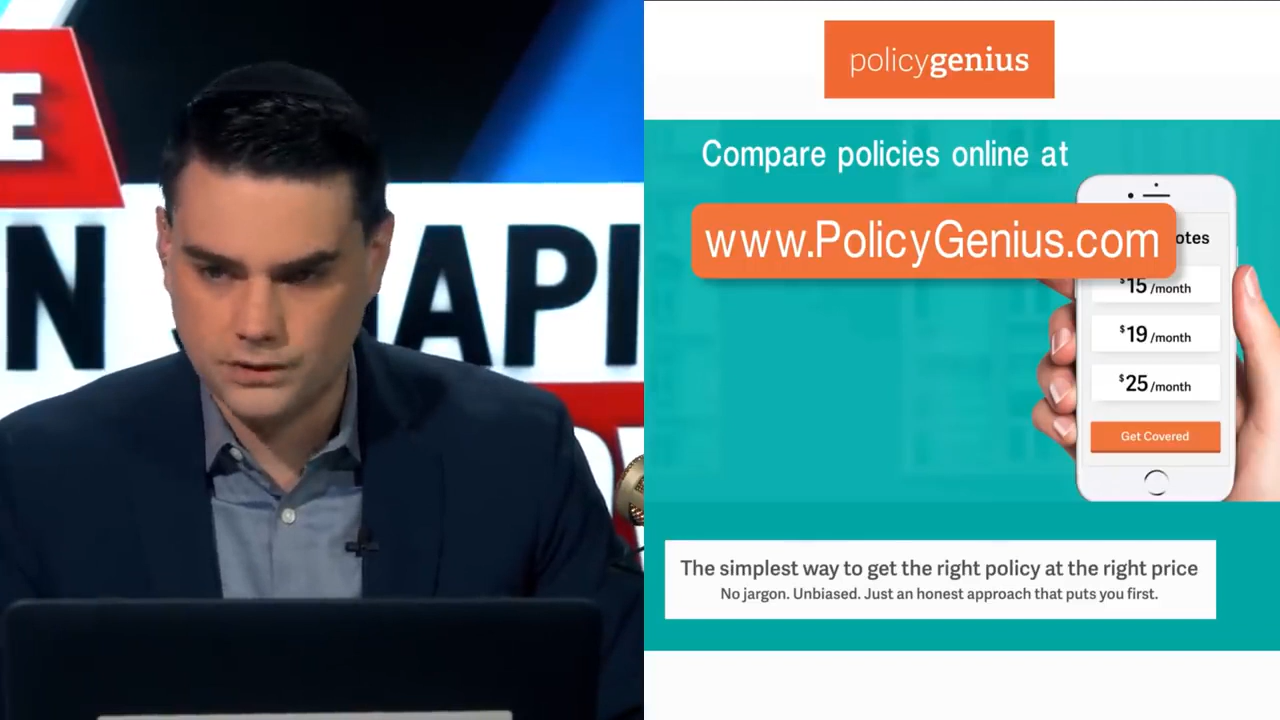 E
N SHAPI
policygenius
Compare policies online at
www.PolicyGenius.com
otes
$15 /month
$19 /month
$25 /month
Get Covered
The simplest way to get the right policy at the right price
No jargon. Unbiased. Just an honest approach that puts you first.